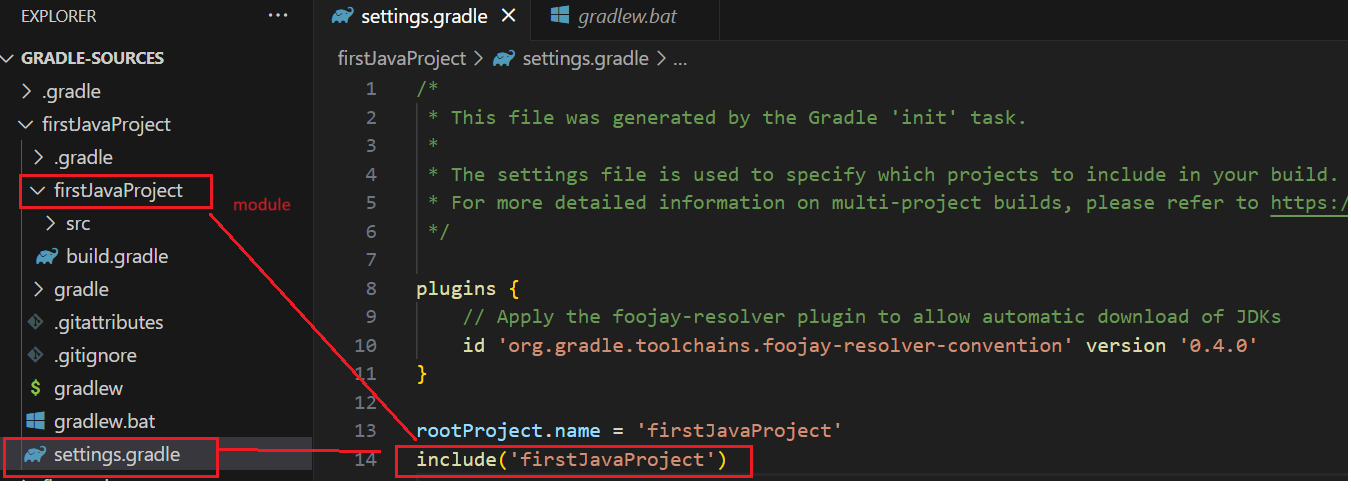 EXPLORER
...
GRADLE-SOURCES
.gradle
firstJavaProject
.gradle
firstJavaProject
module
src
build.gradle
gradle
.gitattributes
.gitignore
gradlew
gradlew.bat
settings.gradle
settings.gradle
gradlew.bat
firstJavaProject > settings.gradle > ...
1 /*
2 * This file was generated by the Gradle 'init' task.
3 *
4 * The settings file is used to specify which projects to include in your build.
5 * For more detailed information on multi-project builds, please refer to https:/
6 */
7
8 plugins {
9 // Apply the foojay-resolver plugin to allow automatic download of JDKs
10 id 'org.gradle.toolchains.foojay-resolver-convention' version '0.4.0'
11 }
12
13 rootProject.name = 'firstJavaProject'
14 include('firstJavaProject')